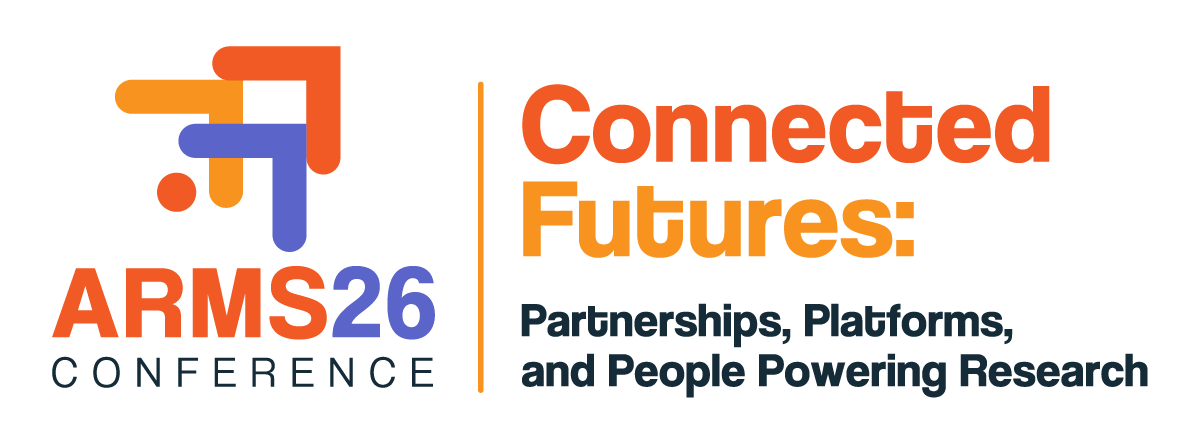 ARMS26
CONFERENCE
Connected
Futures:
Partnerships, Platforms,
and People Powering Research